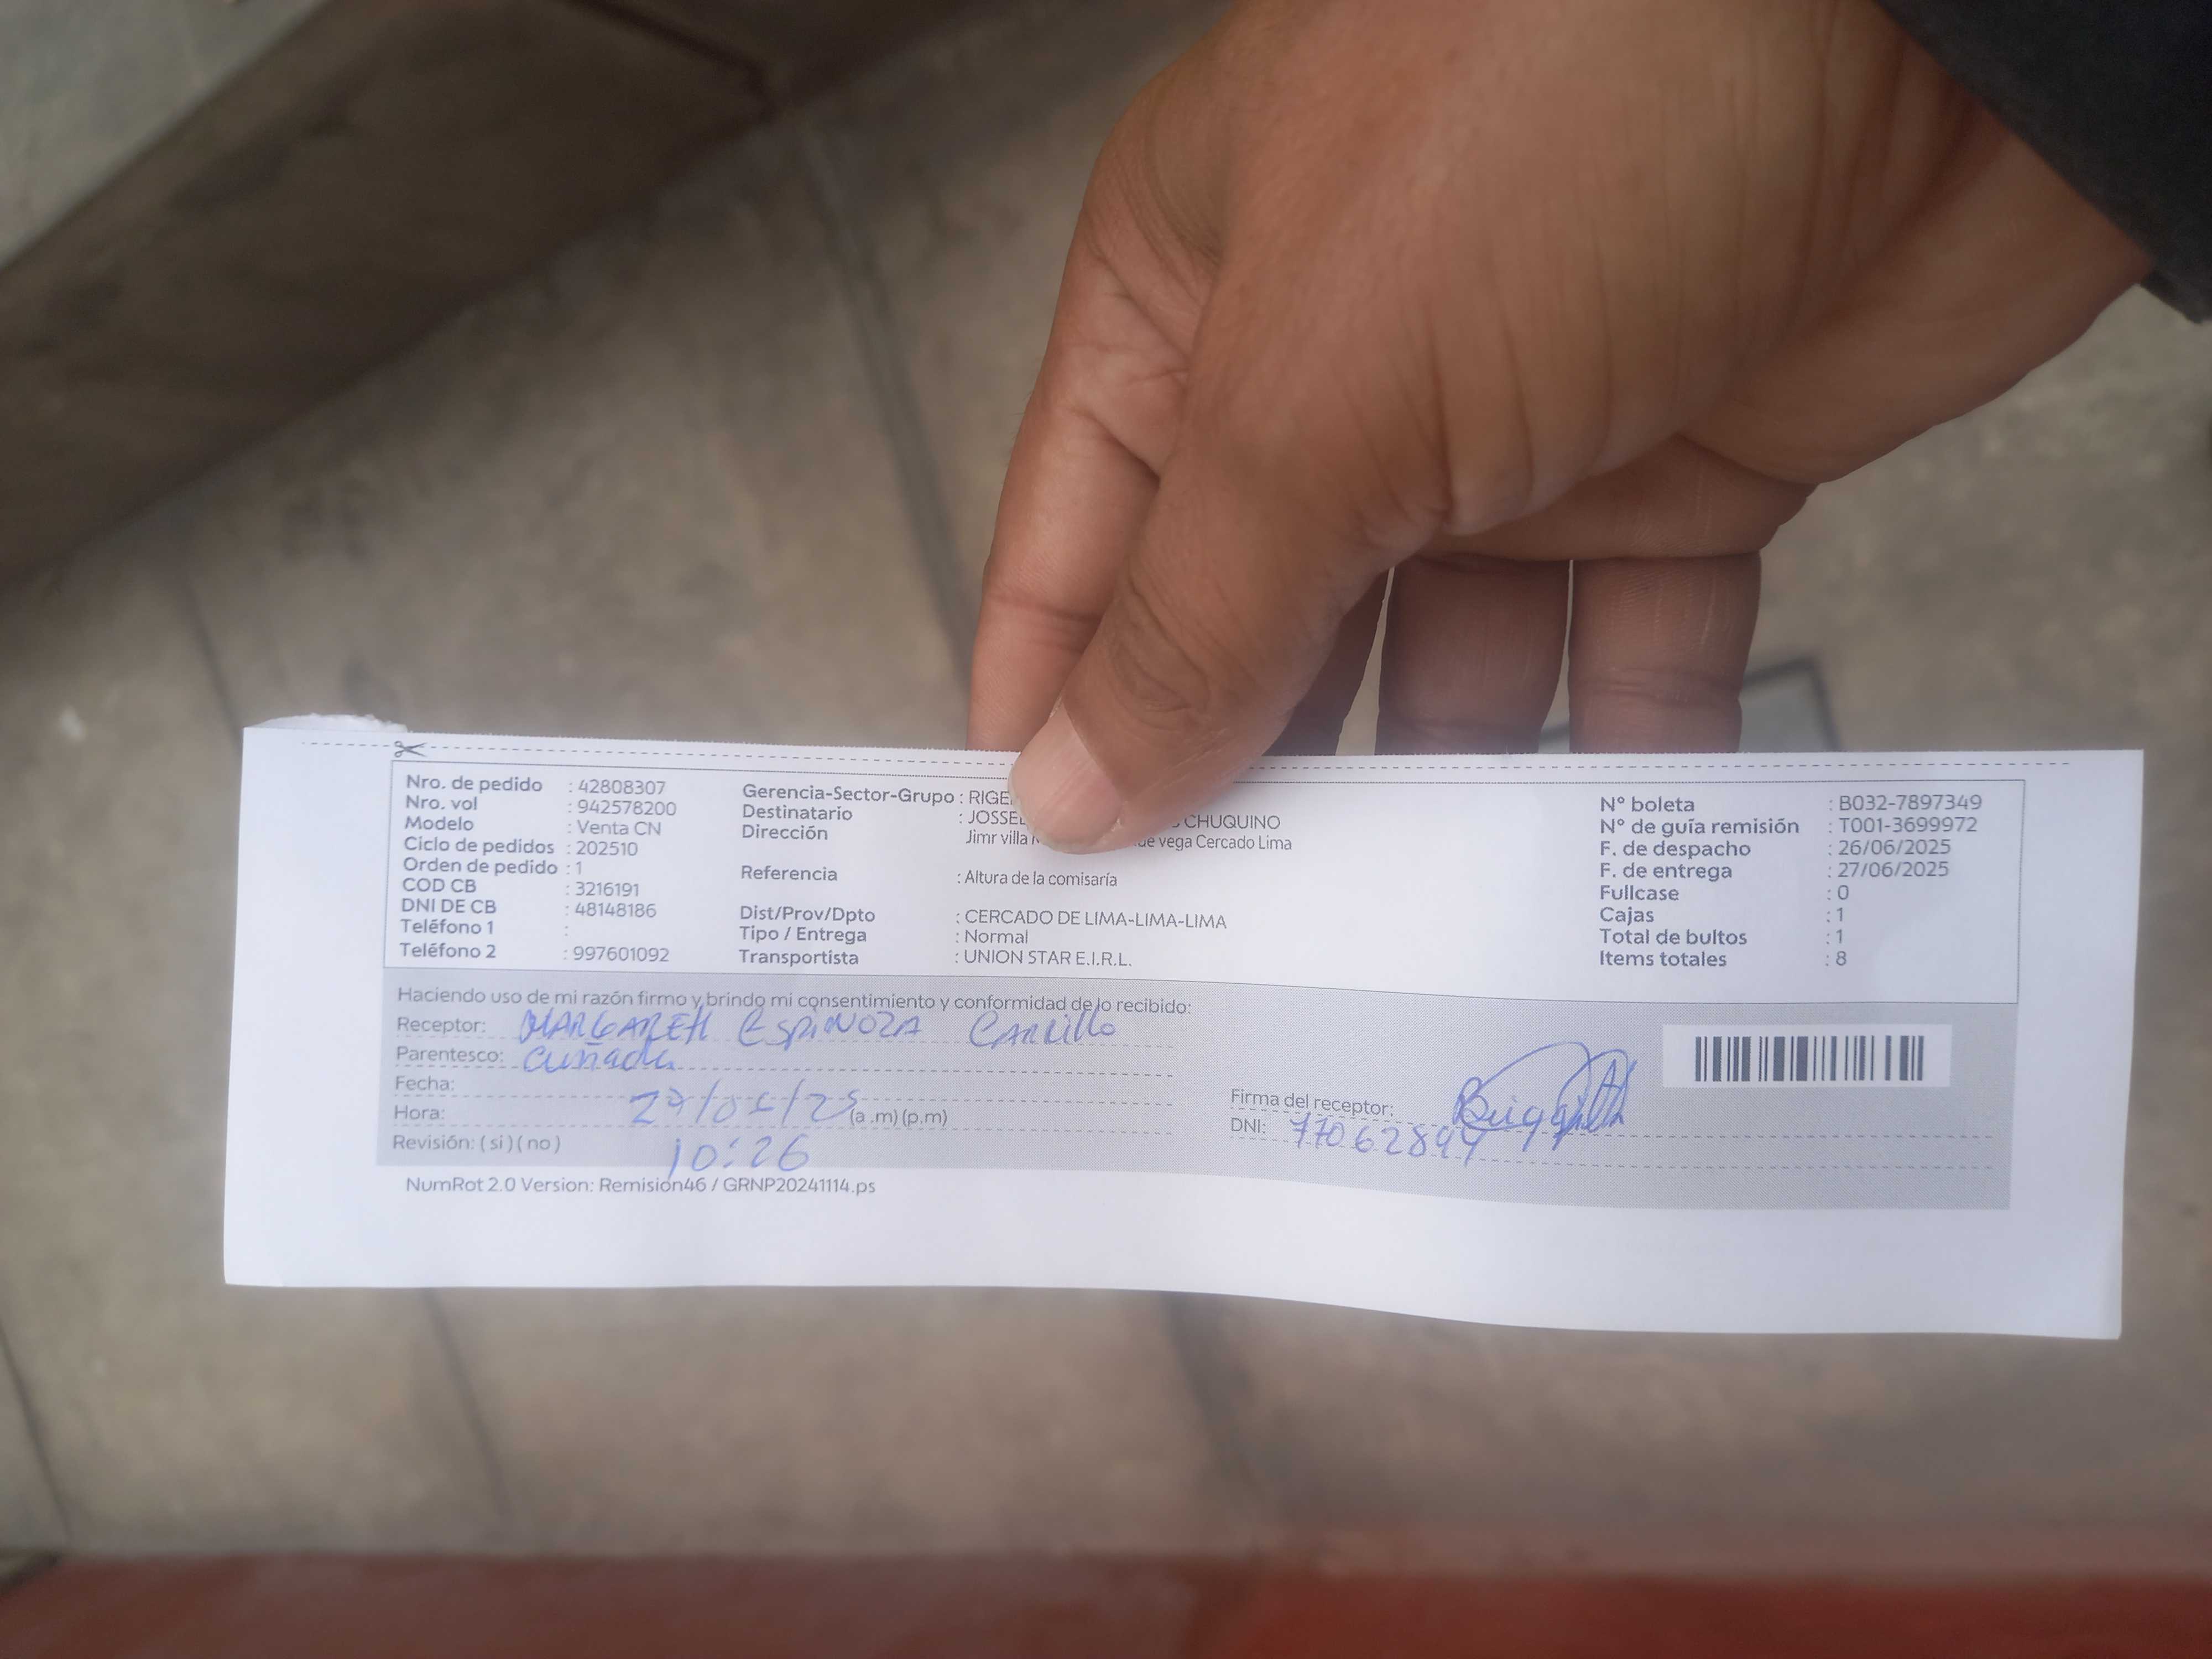 Nro. de pedido : 42808307
Nro. vol : 942578200
Modelo : Venta CN
Ciclo de pedidos : 202510
Orden de pedido : 1
COD CB : 3216191
DNI DE CB : 48148186
Teléfono 1 :
Teléfono 2 : 997601092
Gerencia-Sector-Grupo :
Destinatario : CHUQUINO
Dirección Jimr villa vega Cercado Lima
Referencia : Altura de la comisaría
Dist/Prov/Dpto : CERCADO DE LIMA-LIMA-LIMA
Tipo / Entrega : Normal
Transportista : UNION STAR E.I.R.L.
N° boleta : B032-7897349
N° de guía remisión : T001-3699972
F. de despacho : 26/06/2025
F. de entrega : 27/06/2025
Fullcase : 0
Cajas : 1
Total de bultos : 1
Items totales : 8
Haciendo uso de mi razón firmo y brindo mi consentimiento y conformidad de lo recibido:
Receptor: MARGARETH ESPINOZA CARRILLO
Parentesco: Cuñada
Fecha: 27/06/25
Hora: (a .m) (p.m) 10:26
Revisión: ( si ) ( no )
Firma del receptor:
DNI: 77062894
NumRot 2.0 Version: Remision46 / GRNP20241114.ps